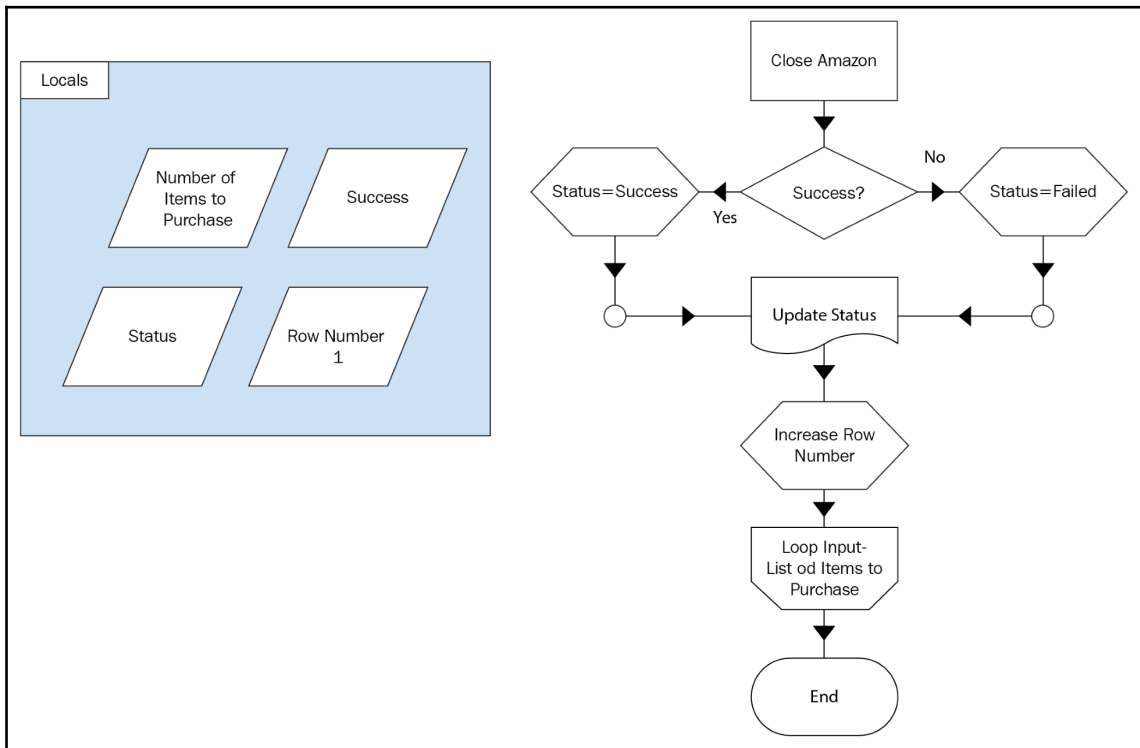 Locals
Number of
Items to
Purchase
Success
Status
Row Number
1
Close Amazon
No
Status=Success
Success?
Status=Failed
Yes
Update Status
Increase Row
Number
Loop Input-
List od Items to
Purchase
End